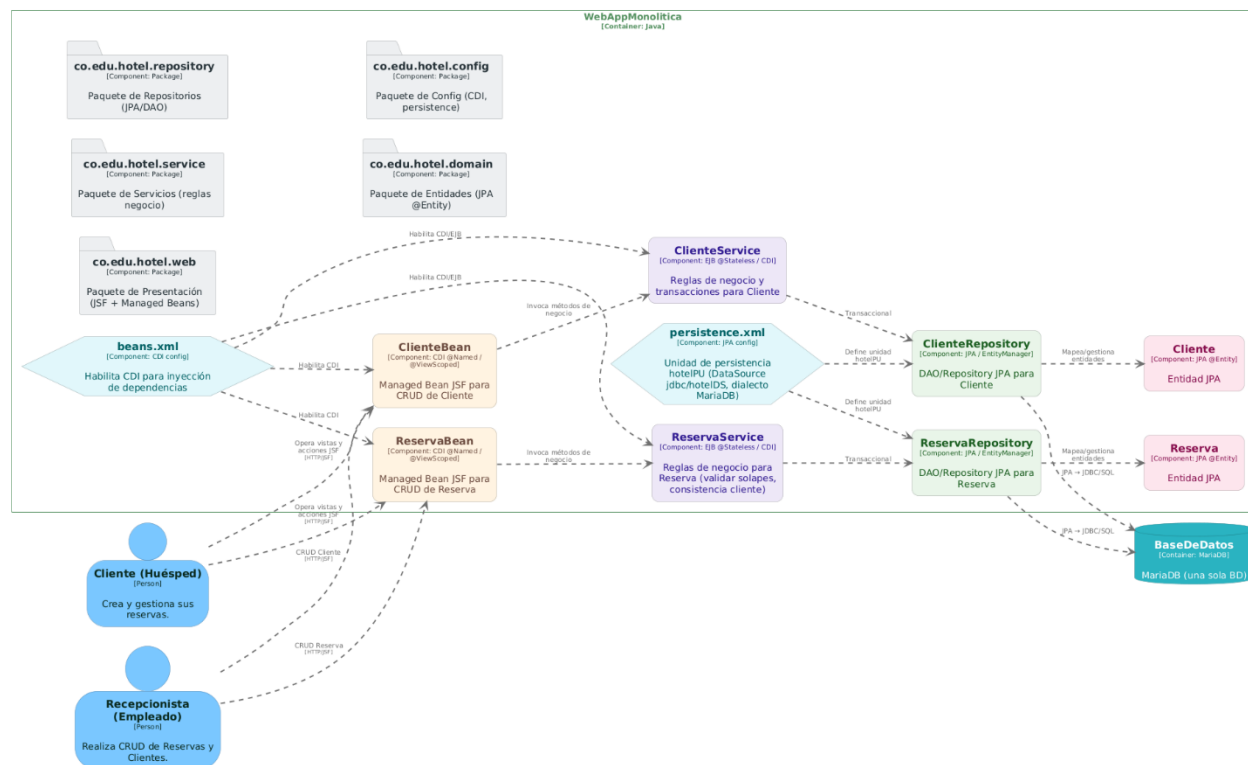 WebAppMonolitica
[Container: Java]
co.edu.hotel.repository
[Component: Package]
Paquete de Repositorios
(JPA/DAO)
co.edu.hotel.config
[Component: Package]
Paquete de Config (CDI,
persistence)
co.edu.hotel.service
[Component: Package]
Paquete de Servicios (reglas
negocio)
co.edu.hotel.domain
[Component: Package]
Paquete de Entidades (JPA
@Entity)
co.edu.hotel.web
[Component: Package]
Paquete de Presentación
(JSF + Managed Beans)
Habilita CDI/EJB
Habilita CDI/EJB
ClienteService
[Component: EJB @Stateless / CDI]
Reglas de negocio y
transacciones para Cliente
beans.xml
[Component: CDI config]
Habilita CDI para inyección
de dependencias
Habilita CDI
Habilita CDI
ClienteBean
[Component: CDI @Named /
@ViewScoped]
Managed Bean JSF para
CRUD de Cliente
Invoca métodos de
negocio
persistence.xml
[Component: JPA config]
Unidad de persistencia
hotelPU (DataSource
jdbc/hotelDS, dialecto
MariaDB)
Transaccional
Define unidad
hotelPU
Define unidad
hotelPU
ClienteRepository
[Component: JPA / EntityManager]
DAO/Repository JPA para
Cliente
Mapea/gestiona
entidades
Cliente
[Component: JPA @Entity]
Entidad JPA
Opera vistas y
acciones JSF
[HTTP/JSF]
ReservaBean
[Component: CDI @Named /
@ViewScoped]
Managed Bean JSF para
CRUD de Reserva
Invoca métodos de
negocio
ReservaService
[Component: EJB @Stateless / CDI]
Reglas de negocio para
Reserva (validar solapes,
consistencia cliente)
Transaccional
ReservaRepository
[Component: JPA / EntityManager]
DAO/Repository JPA para
Reserva
Mapea/gestiona
entidades
JPA → JDBC/SQL
Reserva
[Component: JPA @Entity]
Entidad JPA
Opera vistas y
acciones JSF
[HTTP/JSF]
CRUD Cliente
[HTTP/JSF]
JPA → JDBC/SQL
BaseDeDatos
[Container: MariaDB]
MariaDB (una sola BD)
Cliente (Huésped)
[Person]
Crea y gestiona sus
reservas.
CRUD Reserva
[HTTP/JSF]
Recepcionista
(Empleado)
[Person]
Realiza CRUD de Reservas y
Clientes.